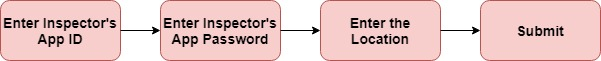 Enter Inspector's
App ID
Enter Inspector's
App Password
Enter the
Location
Submit